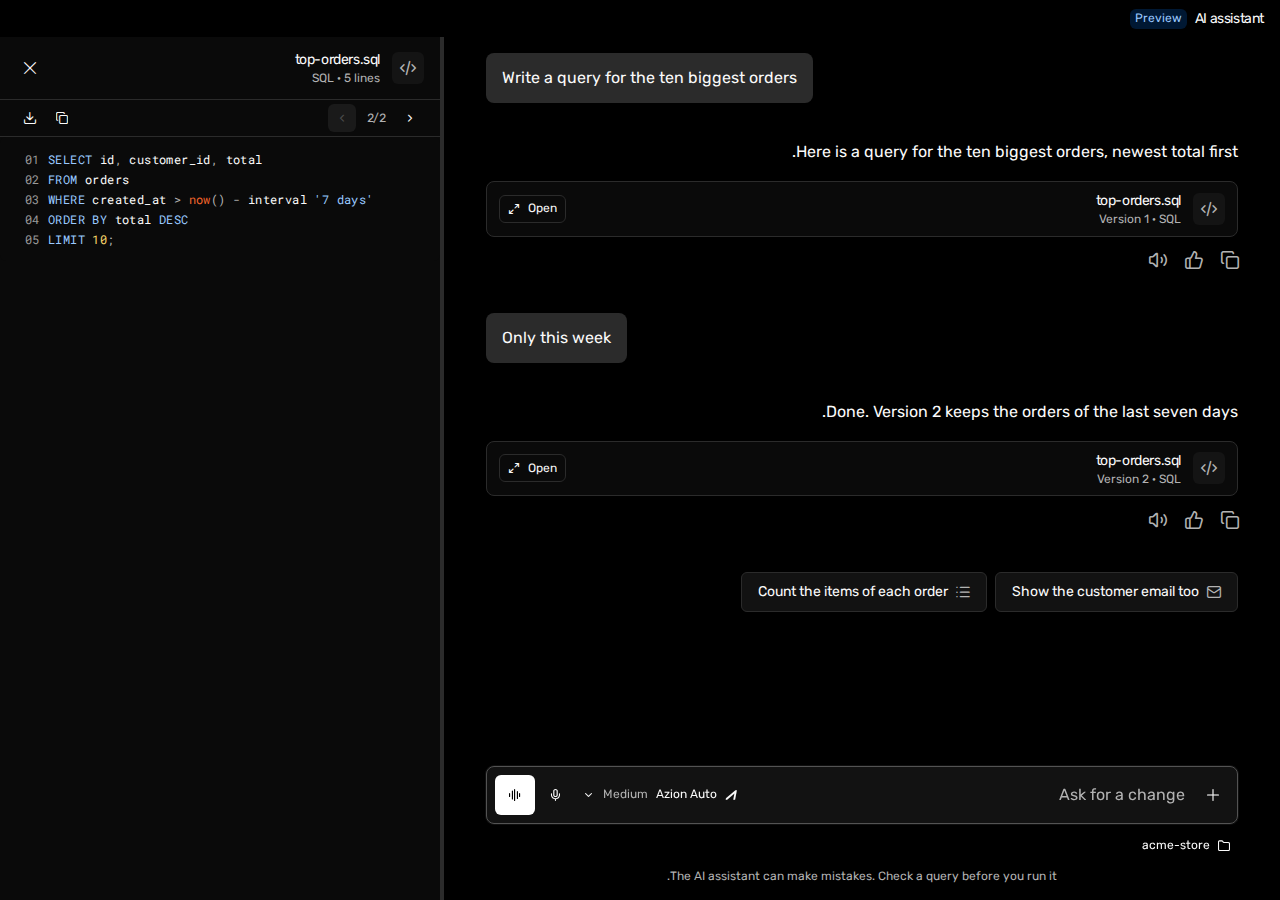 Preview AI assistant
top-orders.sql
SQL • 5 lines
2/2
01 SELECT id, customer_id, total
02 FROM orders
03 WHERE created_at > now() - interval '7 days'
04 ORDER BY total DESC
05 LIMIT 10;
Write a query for the ten biggest orders
.Here is a query for the ten biggest orders, newest total first
Open
top-orders.sql
Version 1 • SQL
Only this week
.Done. Version 2 keeps the orders of the last seven days
Open
top-orders.sql
Version 2 • SQL
Count the items of each order
Show the customer email too
Medium Azion Auto
Ask for a change
acme-store
.The AI assistant can make mistakes. Check a query before you run it